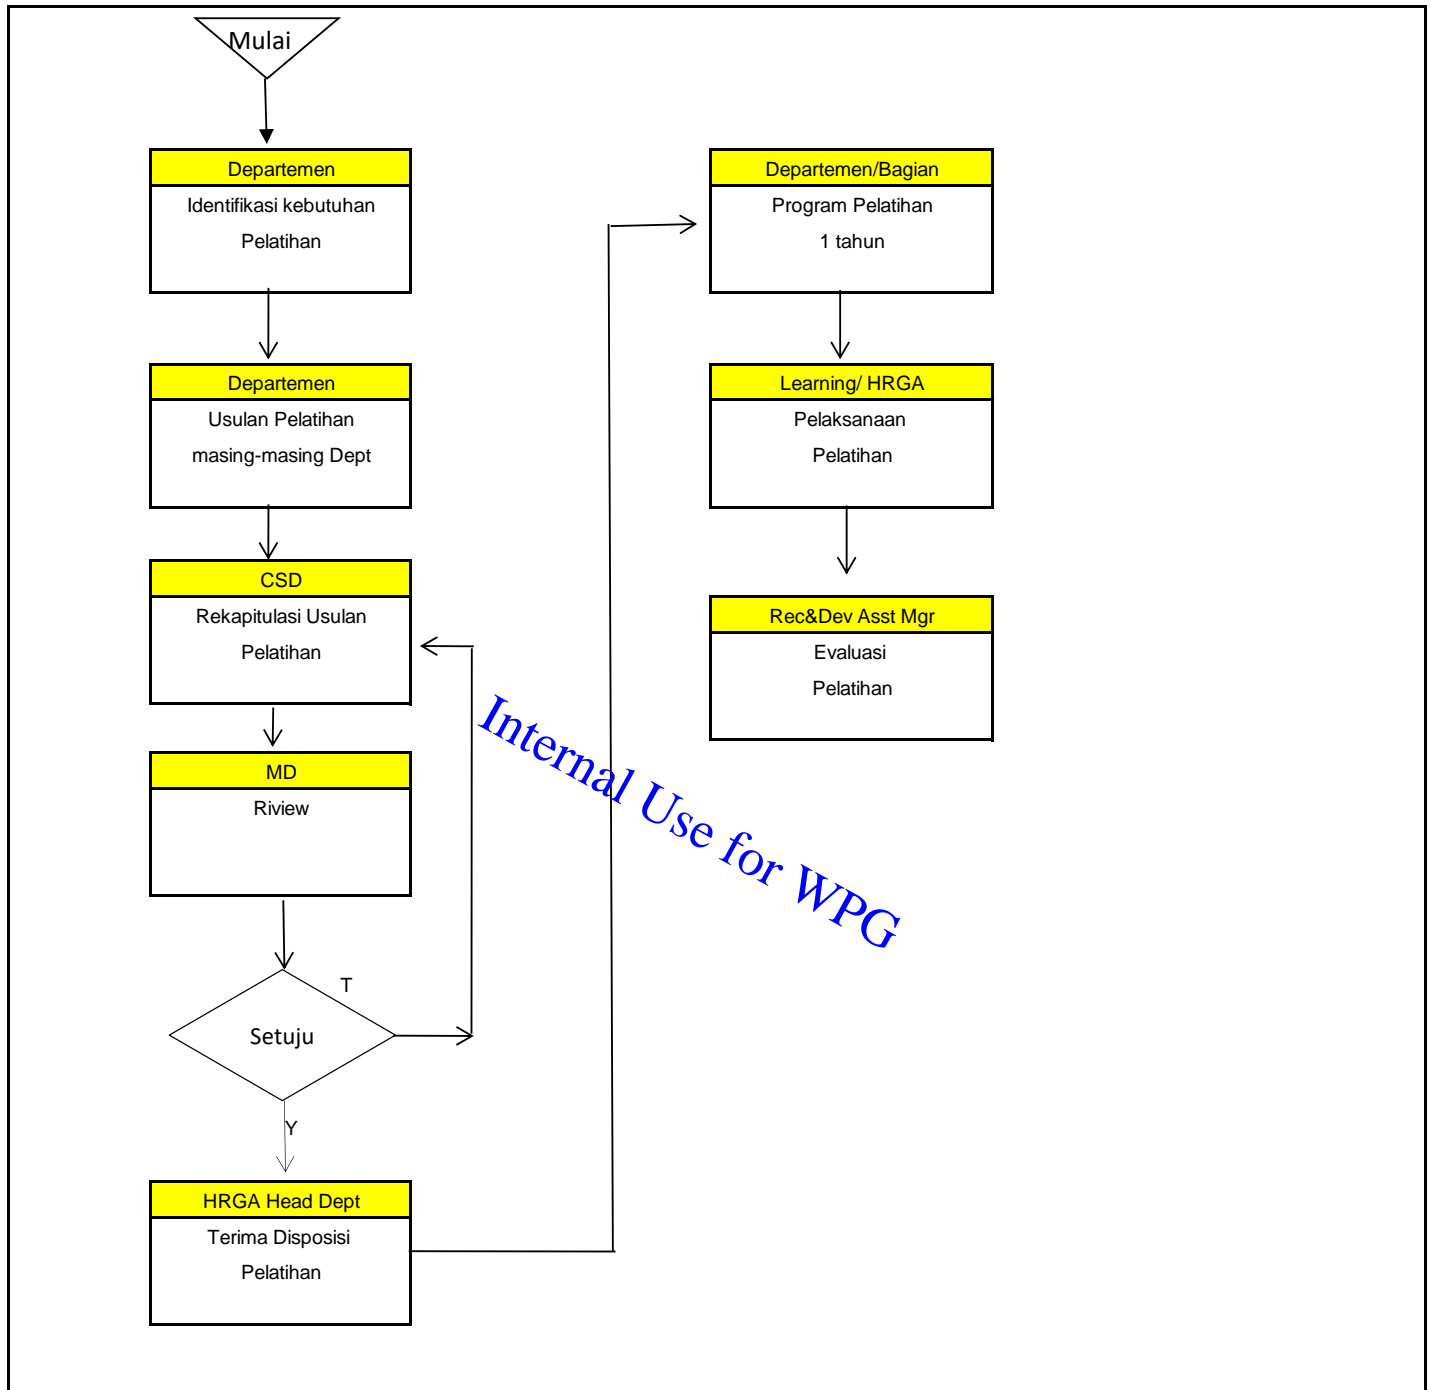 Mulai
Departemen
Identifikasi kebutuhan
Pelatihan
Departemen
Usulan Pelatihan
masing-masing Dept
CSD
Rekapitulasi Usulan
Pelatihan
MD
Riview
T
Setuju
Y
HRGA Head Dept
Terima Disposisi
Pelatihan
Departemen/Bagian
Program Pelatihan
1 tahun
Learning/ HRGA
Pelaksanaan
Pelatihan
Rec&Dev Asst Mgr
Evaluasi
Pelatihan
Internal Use for WPG